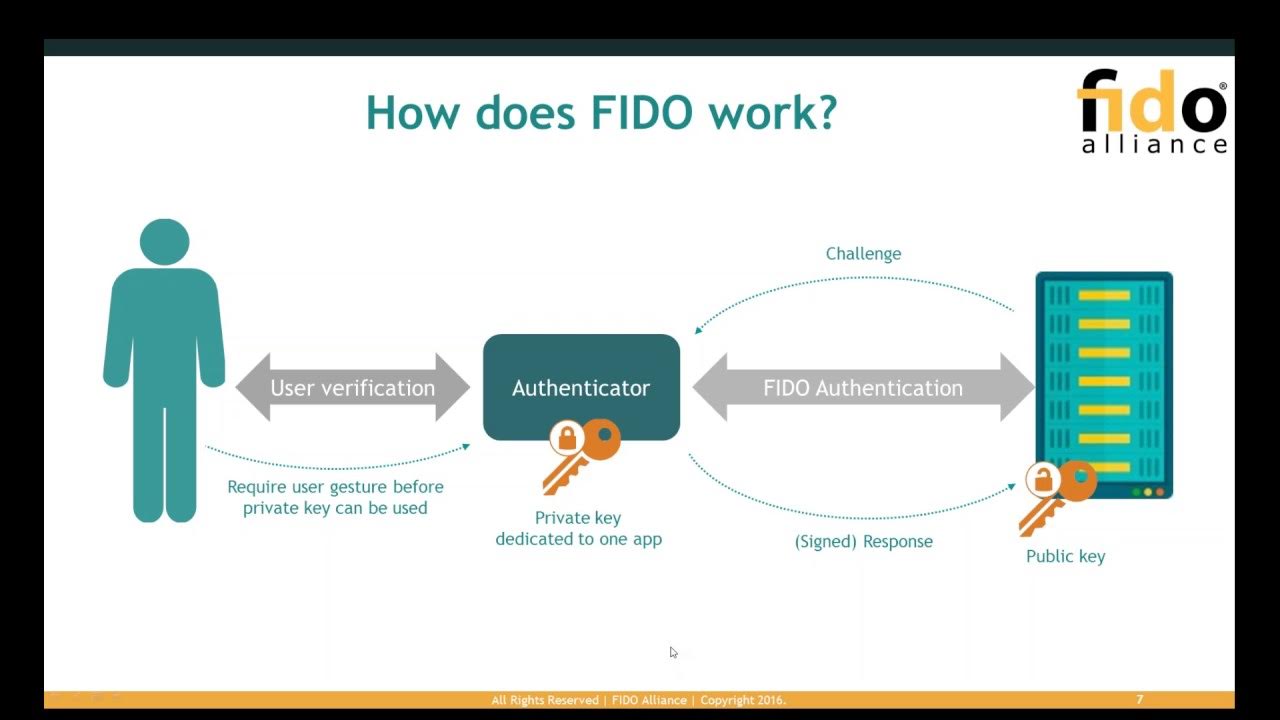 How does FIDO work?
fido®
alliance
Challenge
User verification
Authenticator
FIDO Authentication
Require user gesture before
private key can be used
Private key
dedicated to one app
(Signed) Response
Public key
All Rights Reserved | FIDO Alliance | Copyright 2016.
7